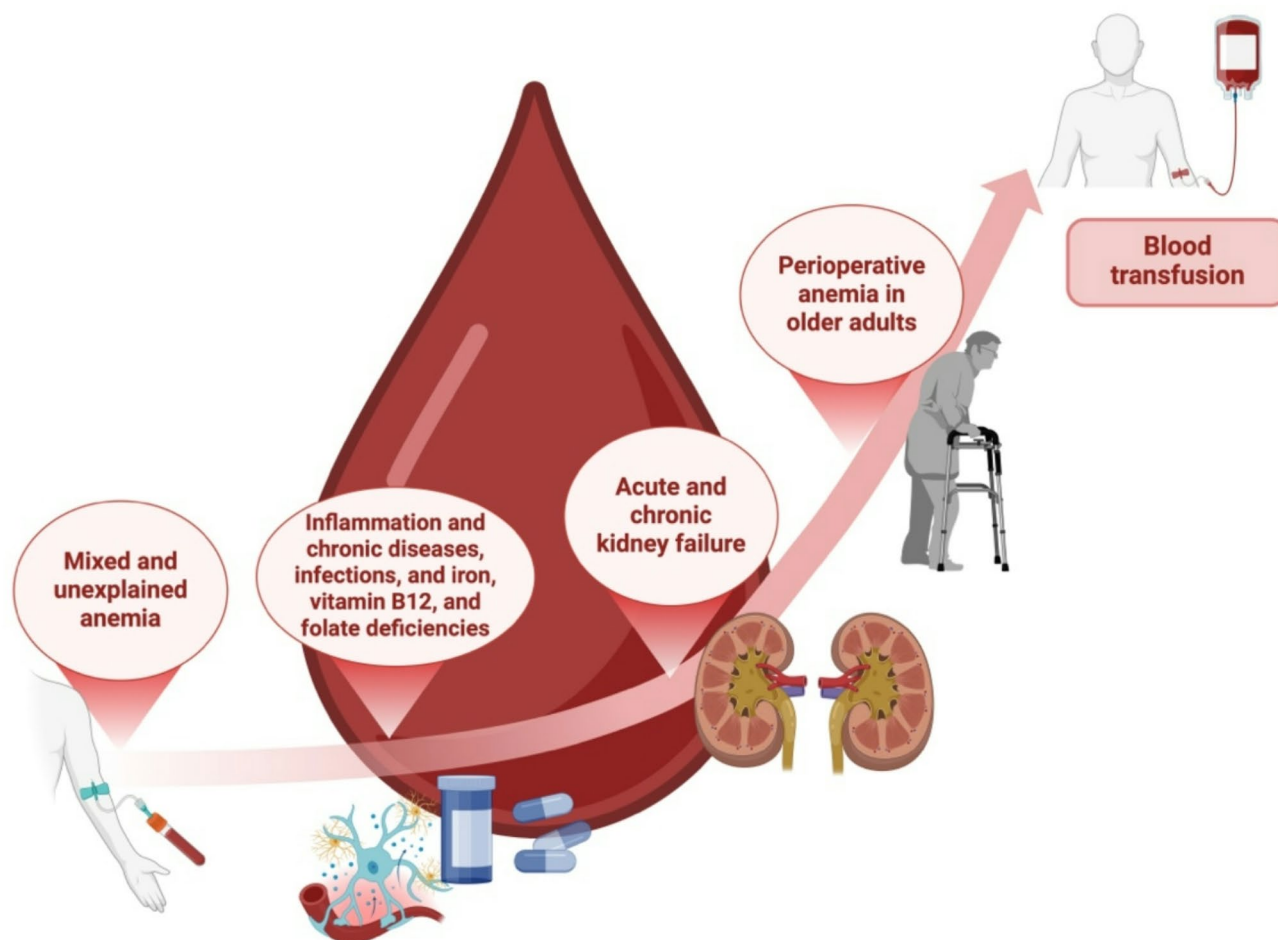 Mixed and
unexplained
anemia
Inflammation and
chronic diseases,
infections, and iron,
vitamin B12, and
folate deficiencies
Acute and
chronic
kidney failure
Perioperative
anemia in
older adults
Blood
transfusion